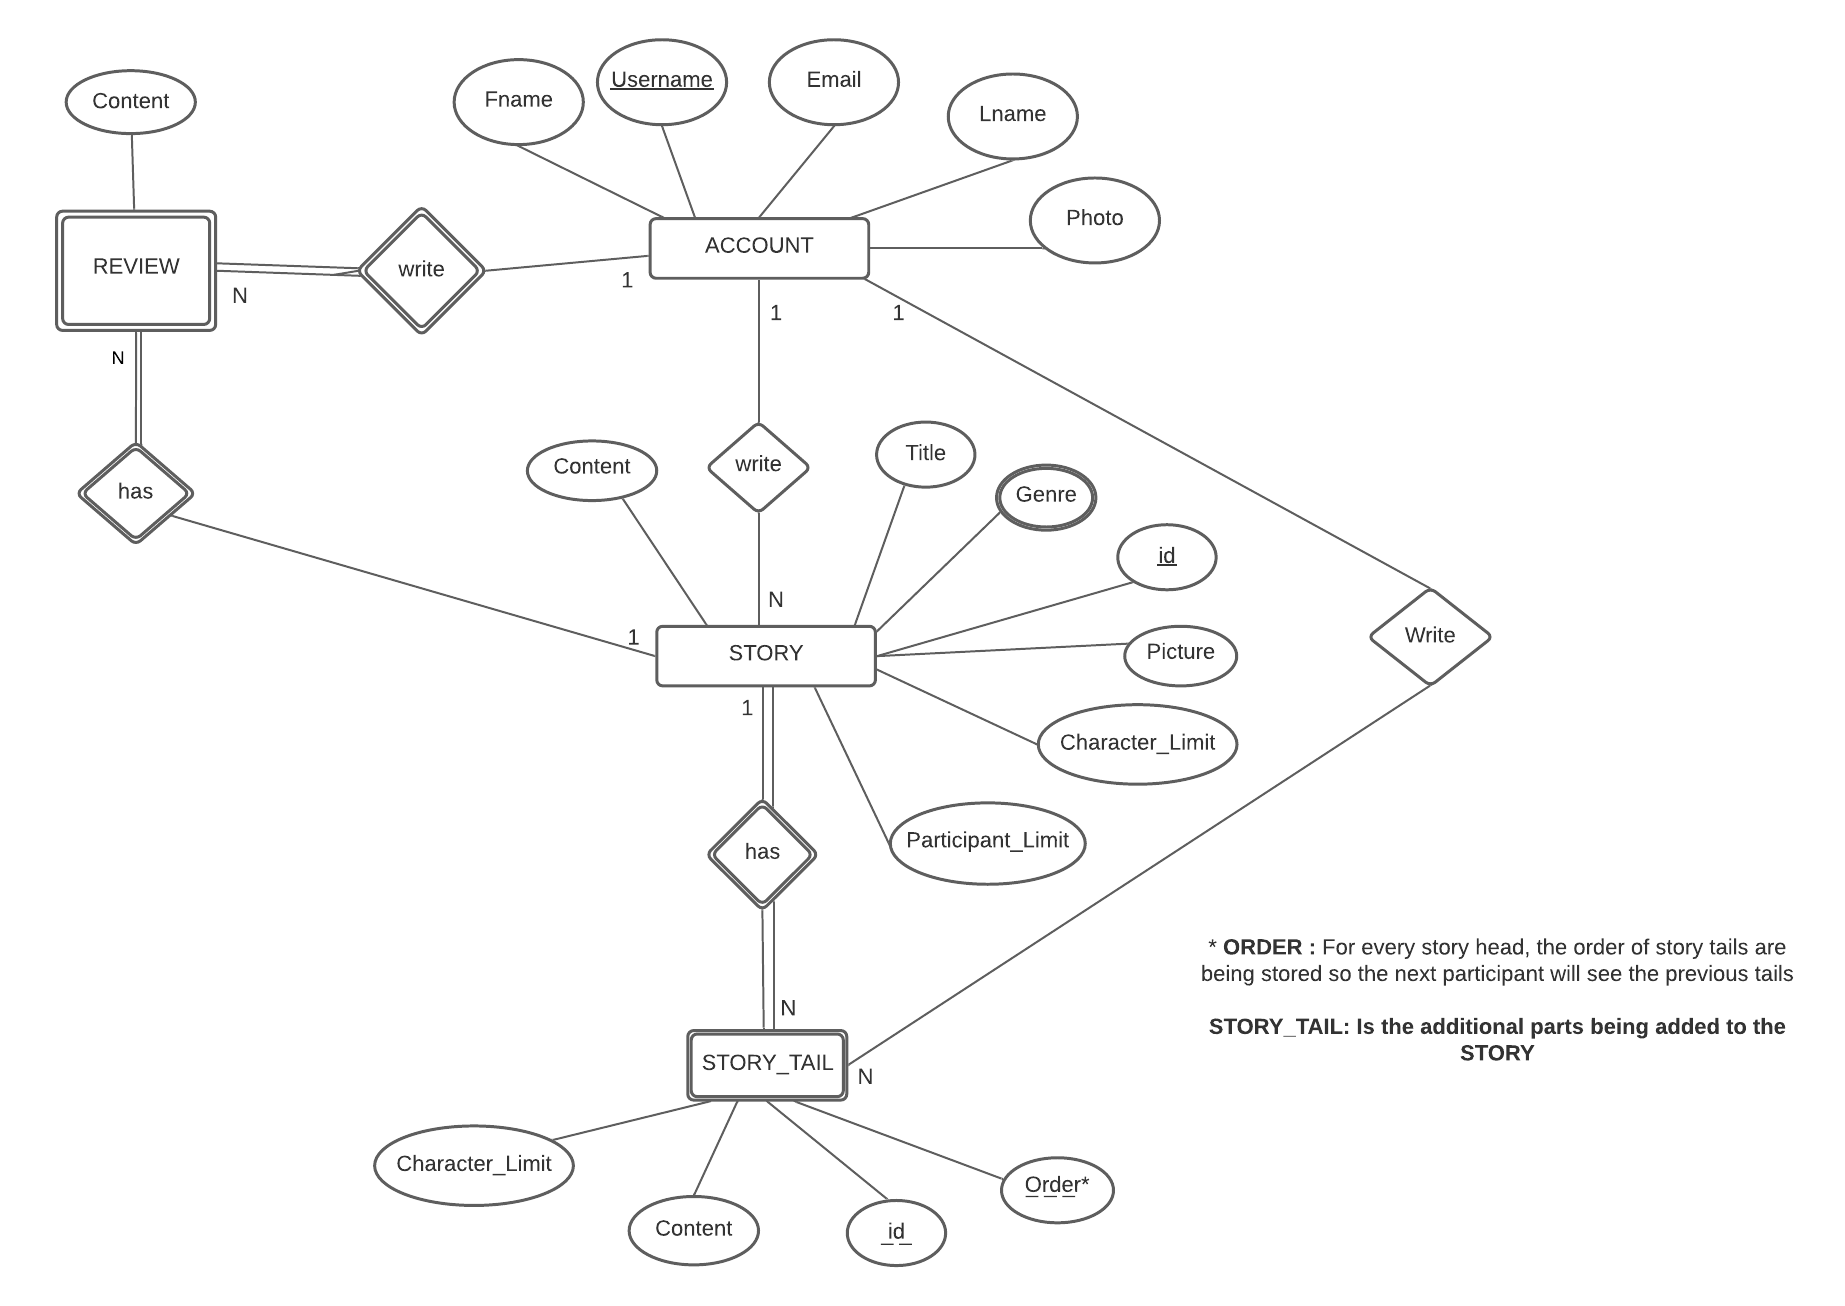 Content
Fname
Username
Email
Lname
Photo
REVIEW
write
ACCOUNT
N
1
1
1
N
has
Content
write
Title
Genre
id
N
1
STORY
Picture
Write
1
Character_Limit
Participant_Limit
has
* ORDER : For every story head, the order of story tails are
being stored so the next participant will see the previous tails
N
STORY_TAIL: Is the additional parts being added to the
STORY
STORY_TAIL
N
Character_Limit
Content
id
Order*